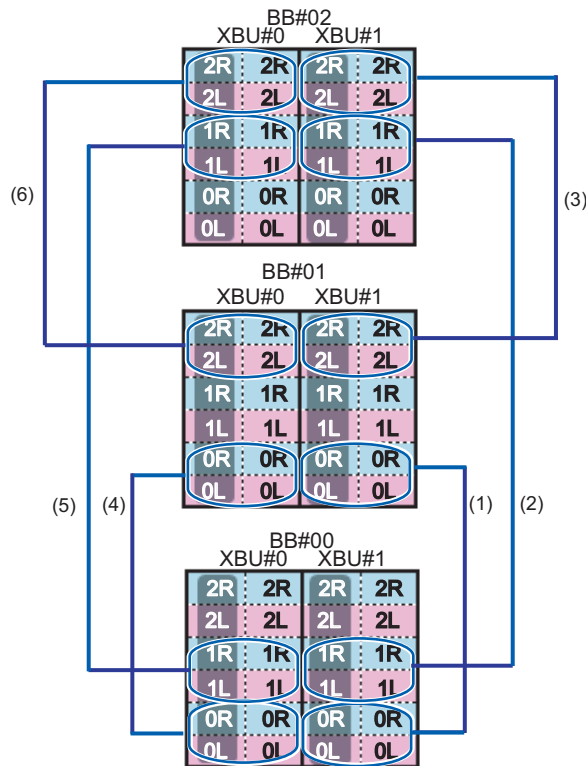 BB#02
XBU#0 XBU#1
2R 2R 2R 2R
2L 2L 2L 2L
1R 1R 1R 1R
1L 1L 1L 1L
(6) (3)
0R 0R 0R 0R
0L 0L 0L 0L
BB#01
XBU#0 XBU#1
2R 2R 2R 2R
2L 2L 2L 2L
1R 1R 1R 1R
1L 1L 1L 1L
0R 0R 0R 0R
0L 0L 0L 0L
(5) (4) (1) (2)
BB#00
XBU#0 XBU#1
2R 2R 2R 2R
2L 2L 2L 2L
1R 1R 1R 1R
1L 1L 1L 1L
0R 0R 0R 0R
0L 0L 0L 0L